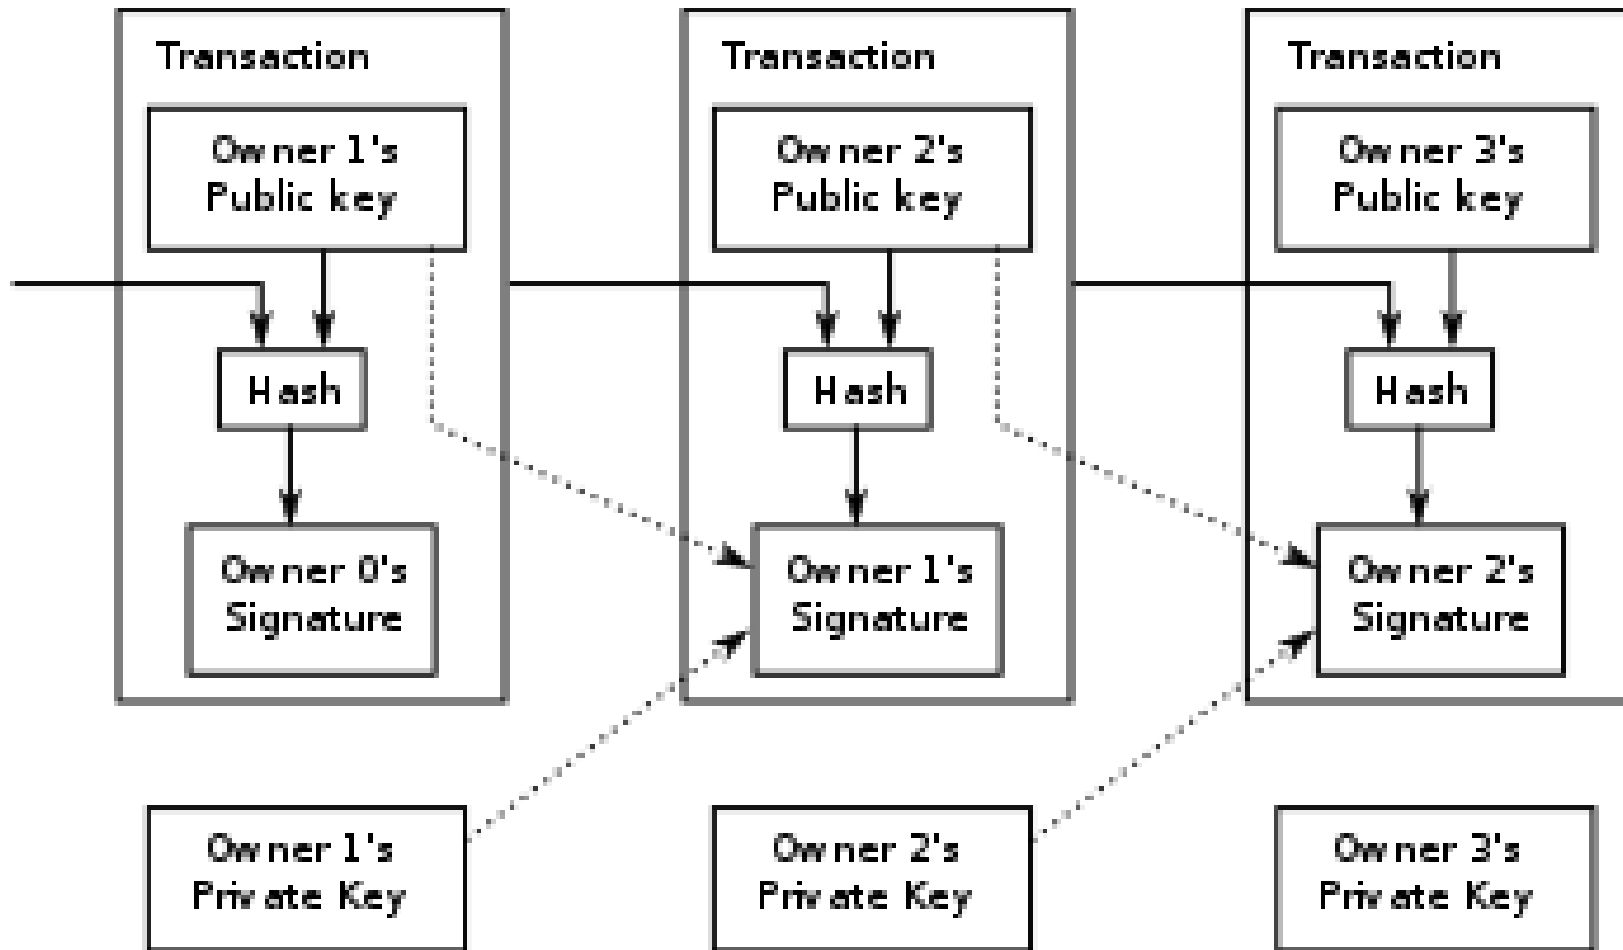 Transaction
Owner 1's
Public key
Hash
Owner 0's
Signature
Transaction
Owner 2's
Public key
Hash
Owner 1's
Signature
Transaction
Owner 3's
Public key
Hash
Owner 2's
Signature
Owner 1's
Private Key
Owner 2's
Private Key
Owner 3's
Private Key